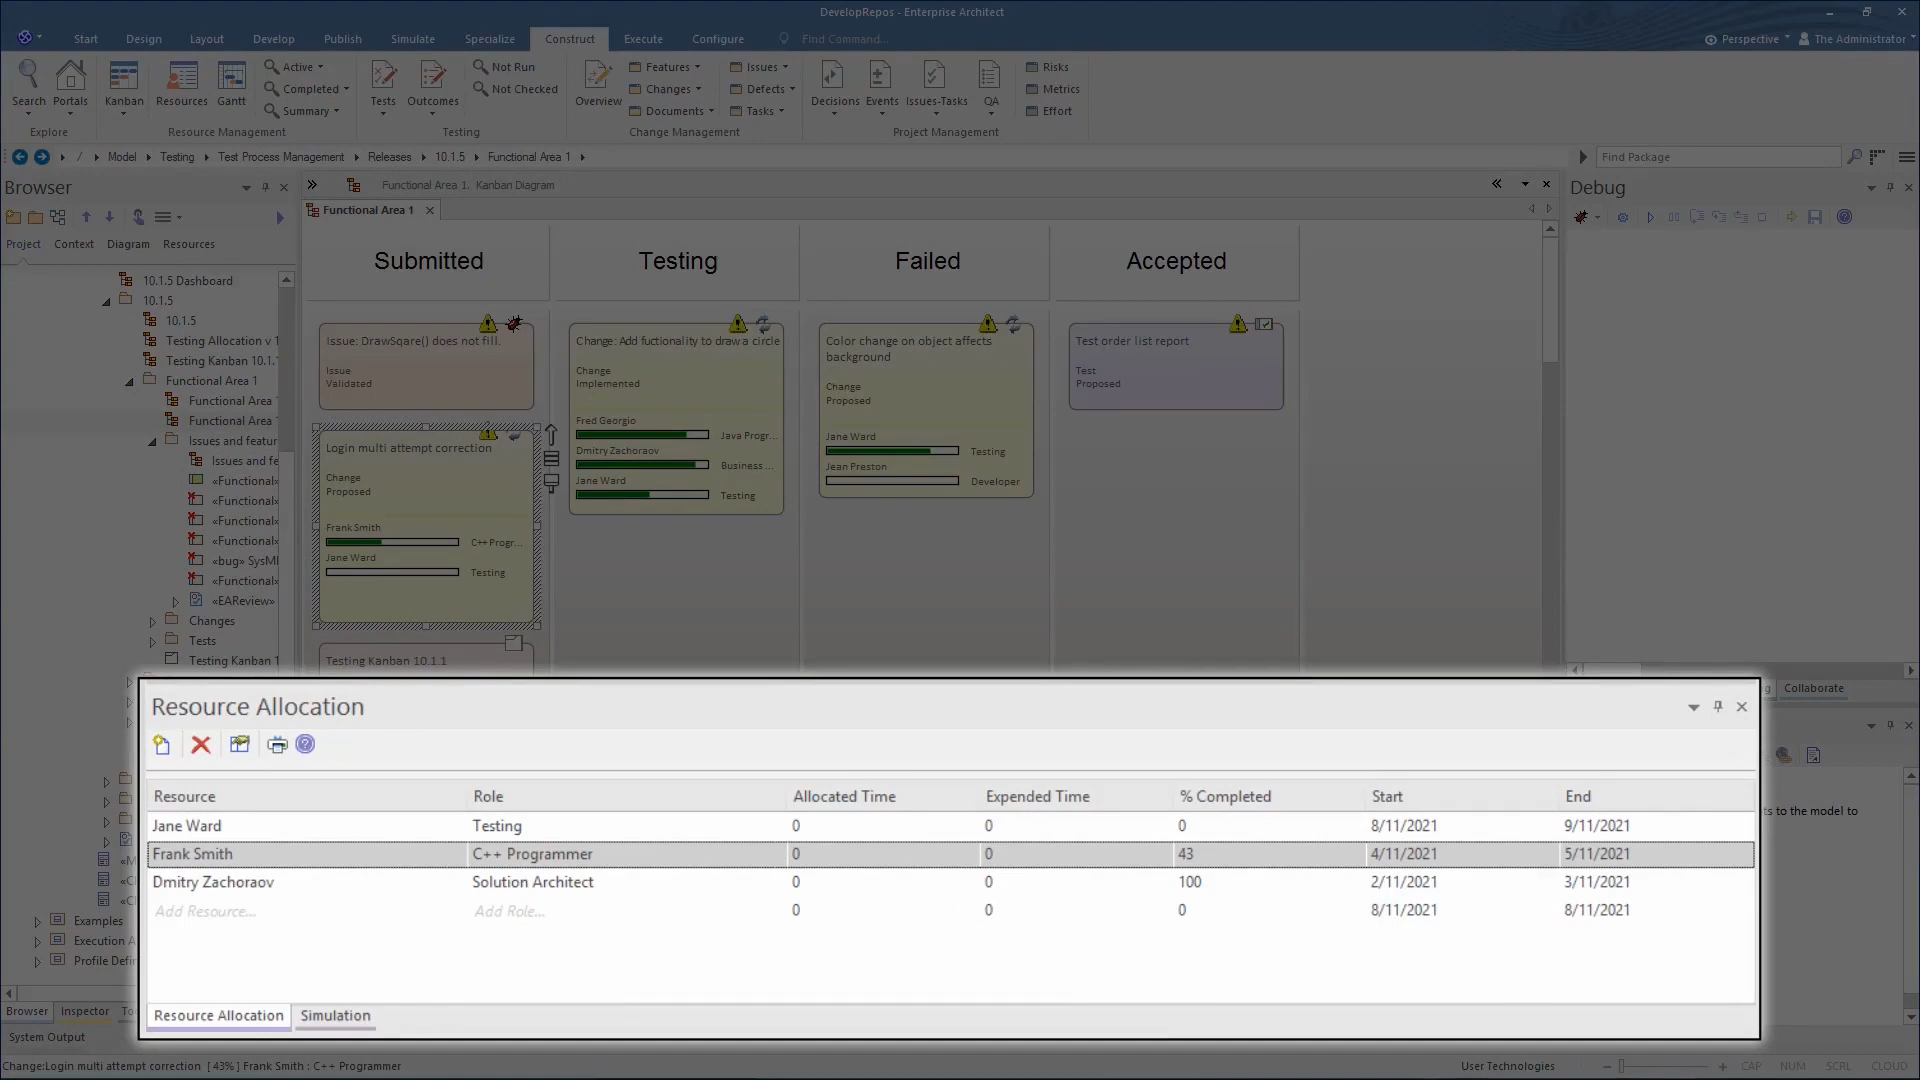 DevelopRepos - Enterprise Architect
Start Design Layout Develop Publish Simulate Specialize Construct Execute Configure Find Command... Perspective The Administrator
Search Portals Kanban Resources Gantt Active Completed Summary Tests Outcomes Not Run Not Checked Overview Features Changes Documents Issues Defects Tasks Decisions Events Issues-Tasks QA Risks Metrics Effort
Explore Resource Management Testing Change Management Project Management
/ Model Testing Test Process Management Releases 10.1.5 Functional Area 1 Find Package
Browser
Functional Area 1. Kanban Diagram
Debug
Functional Area 1
Project Context Diagram Resources
10.1.5 Dashboard
10.1.5
10.1.5
Testing Allocation v 1
Testing Kanban 10.1.
Functional Area 1
Functional Area
Functional Area
Issues and featur
Issues and fe
«Functional»
«Functional»
«Functional»
«Functional»
«bug» SysMl
«Functional»
«EAReview»
Changes
Tests
Testing Kanban 1
Examples
Execution A
Profile Defin
Submitted Testing Failed Accepted
Issue: DrawSqare() does not fill.
Issue
Validated
Login multi attempt correction
Change
Proposed
Frank Smith
C++ Progr...
Jane Ward
Testing
Testing Kanban 10.1.1
Change: Add fuctionality to draw a circle
Change
Implemented
Fred Georgio
Java Progr...
Dmitry Zachoraov
Business ...
Jane Ward
Testing
Color change on object affects
background
Change
Proposed
Jane Ward
Testing
Jean Preston
Developer
Test order list report
Test
Proposed
Collaborate
ts to the model to
Resource Allocation
Resource Role Allocated Time Expended Time % Completed Start End
Jane Ward Testing 0 0 0 8/11/2021 9/11/2021
Frank Smith C++ Programmer 0 0 43 4/11/2021 5/11/2021
Dmitry Zachoraov Solution Architect 0 0 100 2/11/2021 3/11/2021
Add Resource... Add Role... 0 0 0 8/11/2021 8/11/2021
Resource Allocation Simulation
Browser Inspector To
System Output
Change:Login multi attempt correction [ 43%] Frank Smith : C++ Programmer
User Technologies CAP NUM SCRL CLOUD